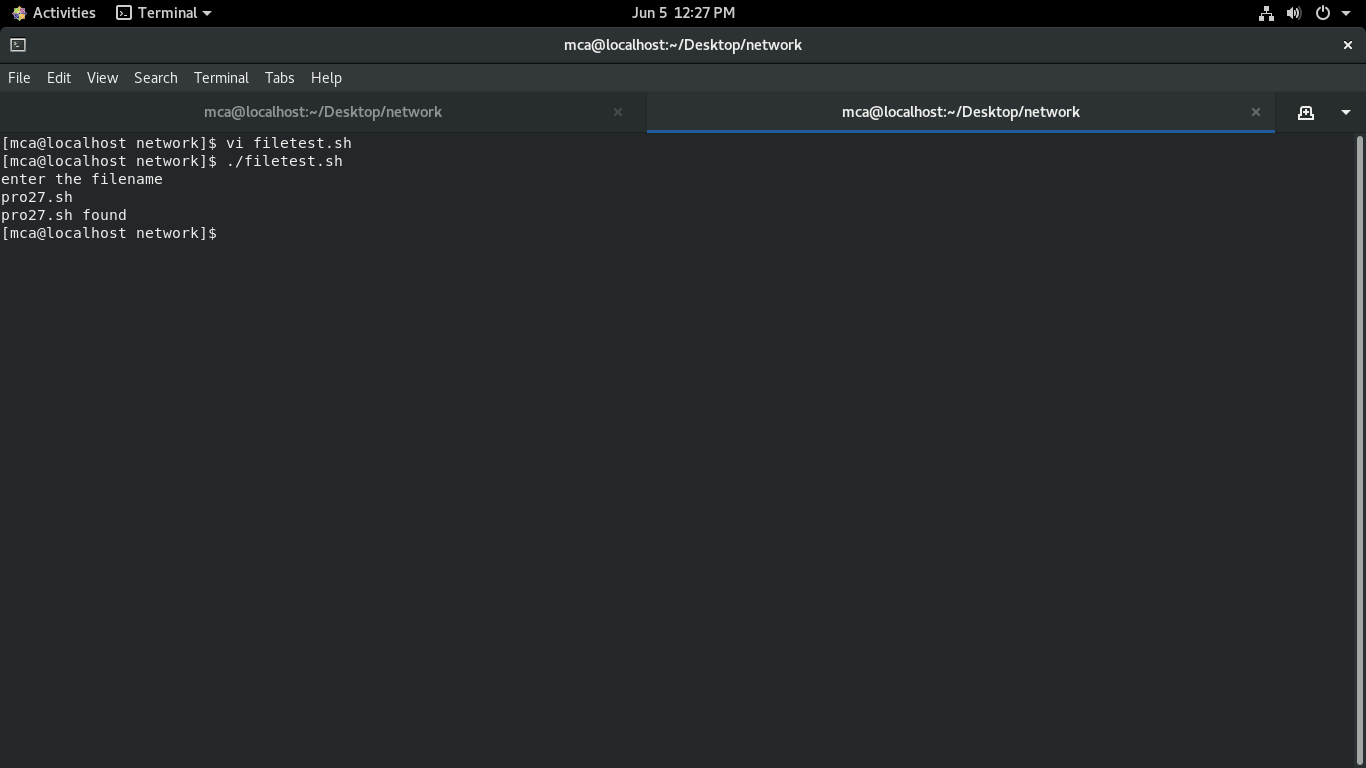 Activities Terminal Jun 5 12:27 PM
mca@localhost:~/Desktop/network
File Edit View Search Terminal Tabs Help
mca@localhost:~/Desktop/network mca@localhost:~/Desktop/network
[mca@localhost network]$ vi filetest.sh
[mca@localhost network]$ ./filetest.sh
enter the filename
pro27.sh
pro27.sh found
[mca@localhost network]$